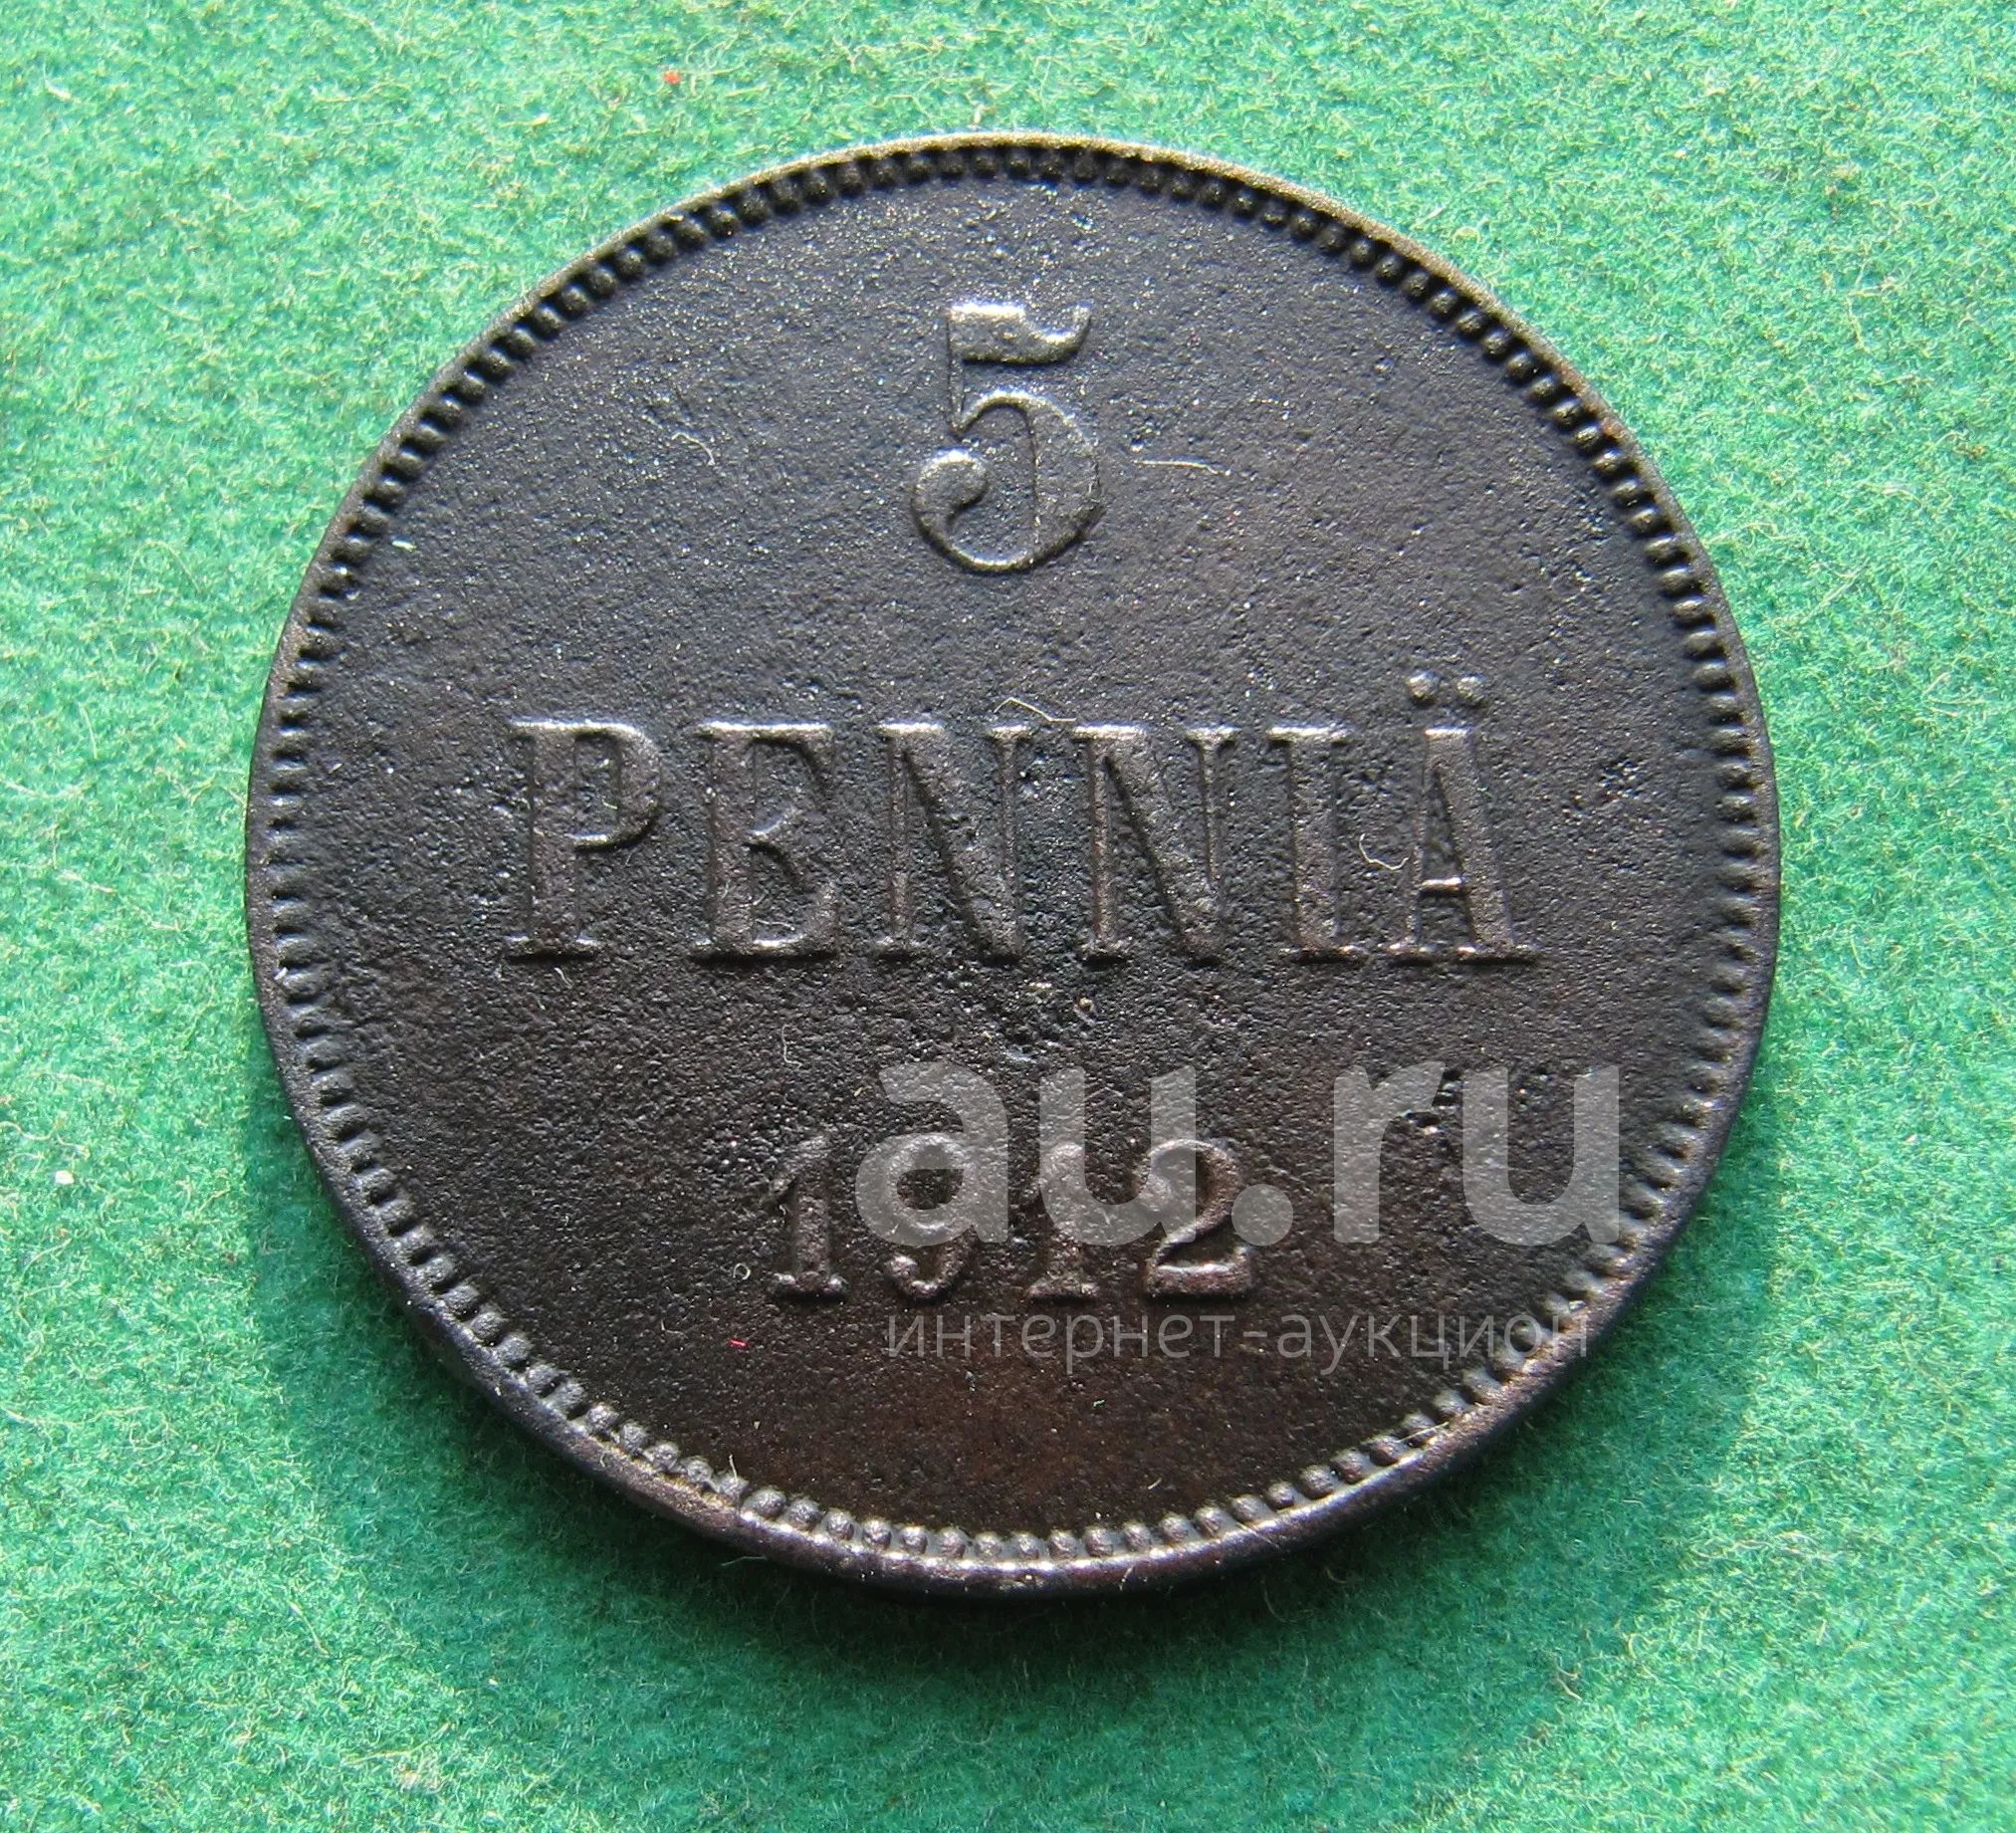 5
PENNIÄ
1912
au.ru
интернет-аукцион